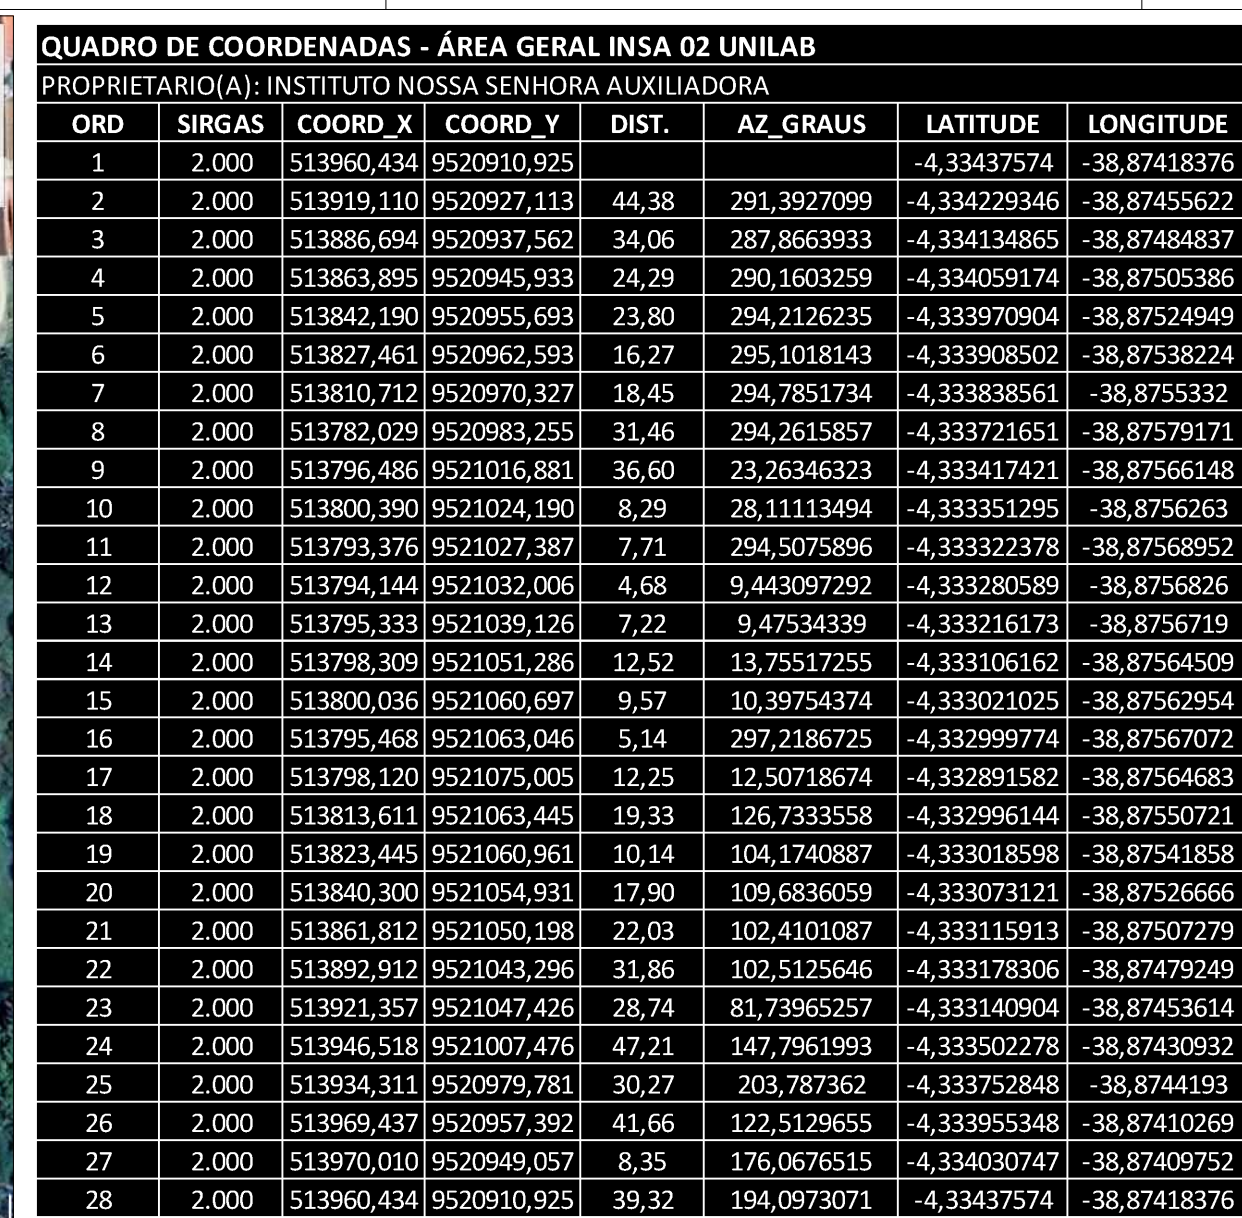 QUADRO DE COORDENADAS - ÁREA GERAL INSA 02 UNILAB
PROPRIETARIO(A): INSTITUTO NOSSA SENHORA AUXILIADORA
ORD SIRGAS COORD_X COORD_Y DIST. AZ_GRAUS LATITUDE LONGITUDE
1 2.000 513960,434 9520910,925 -4,33437574 -38,87418376
2 2.000 513919,110 9520927,113 44,38 291,3927099 -4,334229346 -38,87455622
3 2.000 513886,694 9520937,562 34,06 287,8663933 -4,334134865 -38,87484837
4 2.000 513863,895 9520945,933 24,29 290,1603259 -4,334059174 -38,87505386
5 2.000 513842,190 9520955,693 23,80 294,2126235 -4,333970904 -38,87524949
6 2.000 513827,461 9520962,593 16,27 295,1018143 -4,333908502 -38,87538224
7 2.000 513810,712 9520970,327 18,45 294,7851734 -4,333838561 -38,8755332
8 2.000 513782,029 9520983,255 31,46 294,2615857 -4,333721651 -38,87579171
9 2.000 513796,486 9521016,881 36,60 23,26346323 -4,333417421 -38,87566148
10 2.000 513800,390 9521024,190 8,29 28,11113494 -4,333351295 -38,8756263
11 2.000 513793,376 9521027,387 7,71 294,5075896 -4,333322378 -38,87568952
12 2.000 513794,144 9521032,006 4,68 9,443097292 -4,333280589 -38,8756826
13 2.000 513795,333 9521039,126 7,22 9,47534339 -4,333216173 -38,8756719
14 2.000 513798,309 9521051,286 12,52 13,75517255 -4,333106162 -38,87564509
15 2.000 513800,036 9521060,697 9,57 10,39754374 -4,333021025 -38,87562954
16 2.000 513795,468 9521063,046 5,14 297,2186725 -4,332999774 -38,87567072
17 2.000 513798,120 9521075,005 12,25 12,50718674 -4,332891582 -38,87564683
18 2.000 513813,611 9521063,445 19,33 126,7333558 -4,332996144 -38,87550721
19 2.000 513823,445 9521060,961 10,14 104,1740887 -4,333018598 -38,87541858
20 2.000 513840,300 9521054,931 17,90 109,6836059 -4,333073121 -38,87526666
21 2.000 513861,812 9521050,198 22,03 102,4101087 -4,333115913 -38,87507279
22 2.000 513892,912 9521043,296 31,86 102,5125646 -4,333178306 -38,87479249
23 2.000 513921,357 9521047,426 28,74 81,73965257 -4,333140904 -38,87453614
24 2.000 513946,518 9521007,476 47,21 147,7961993 -4,333502278 -38,87430932
25 2.000 513934,311 9520979,781 30,27 203,787362 -4,333752848 -38,8744193
26 2.000 513969,437 9520957,392 41,66 122,5129655 -4,333955348 -38,87410269
27 2.000 513970,010 9520949,057 8,35 176,0676515 -4,334030747 -38,87409752
28 2.000 513960,434 9520910,925 39,32 194,0973071 -4,33437574 -38,87418376